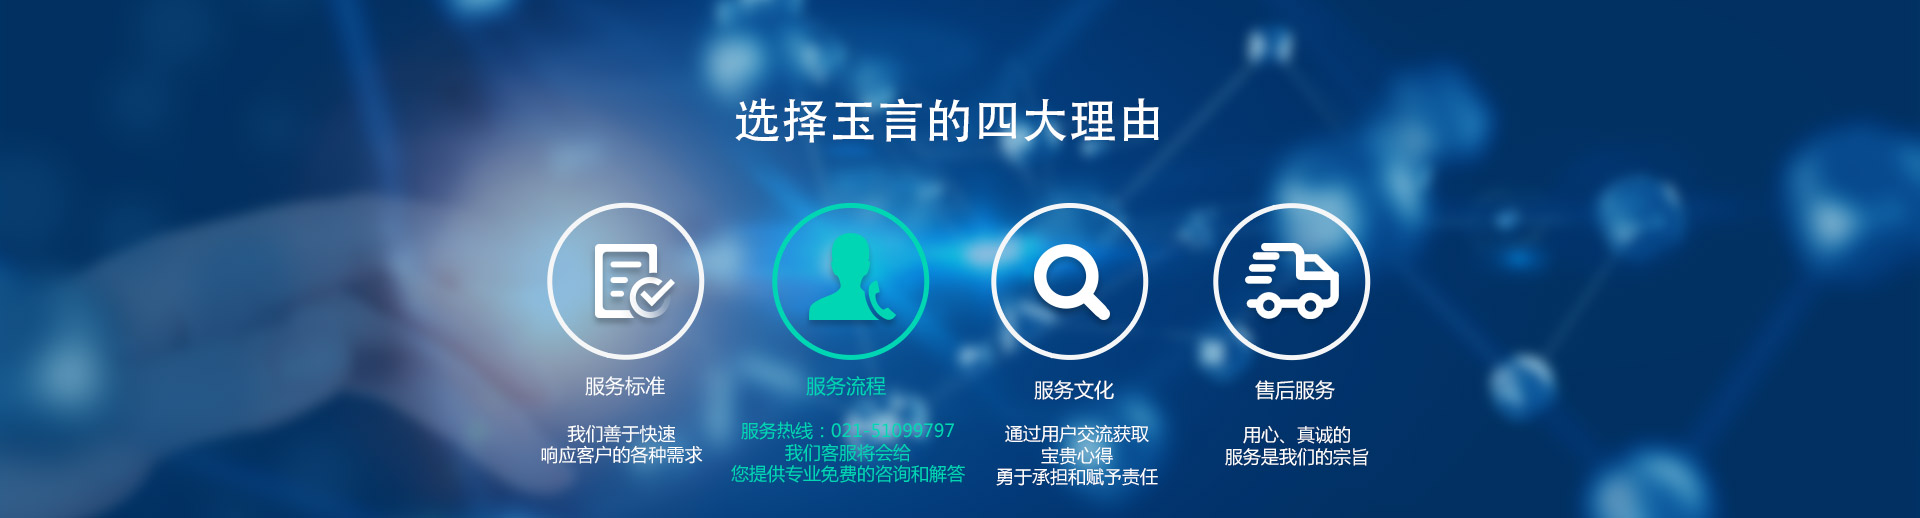 选择玉言的四大理由
服务标准
我们善于快速
响应客户的各种需求
服务流程
服务热线：021-51099797
我们客服将会给
您提供专业免费的咨询和解答
服务文化
通过用户交流获取
宝贵心得
勇于承担和赋予责任
售后服务
用心、真诚的
服务是我们的宗旨